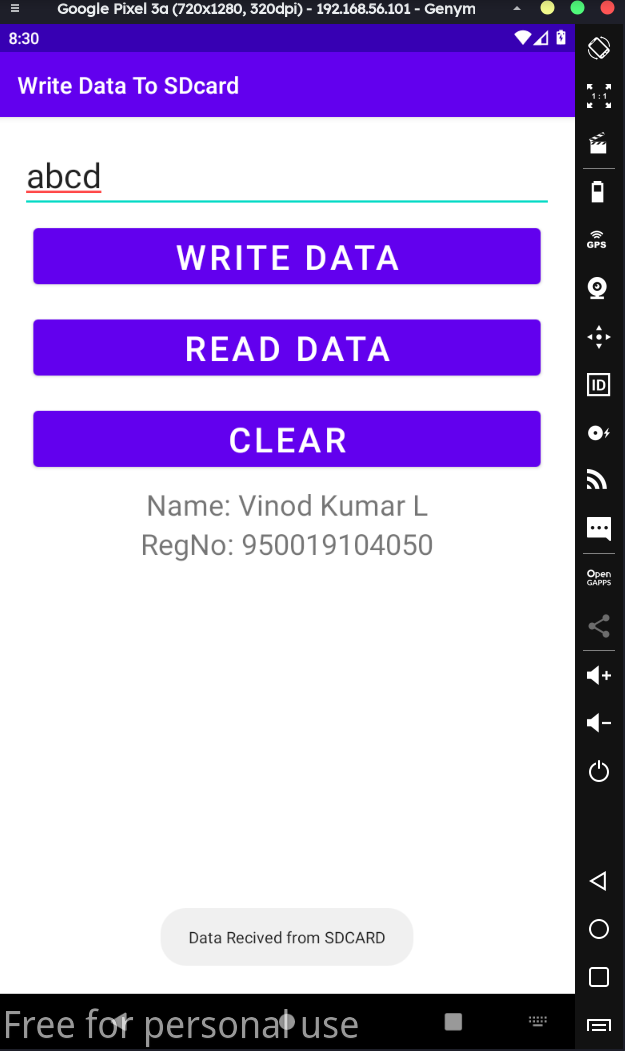 Google Pixel 3a (720x1280, 320dpi) - 192.168.56.101 - Genym
8:30
Write Data To SDcard
abcd
WRITE DATA
READ DATA
CLEAR
Name: Vinod Kumar L
RegNo: 950019104050
Data Recived from SDCARD
Free for personal use
1:1
GPS
ID
Open
GAPPS